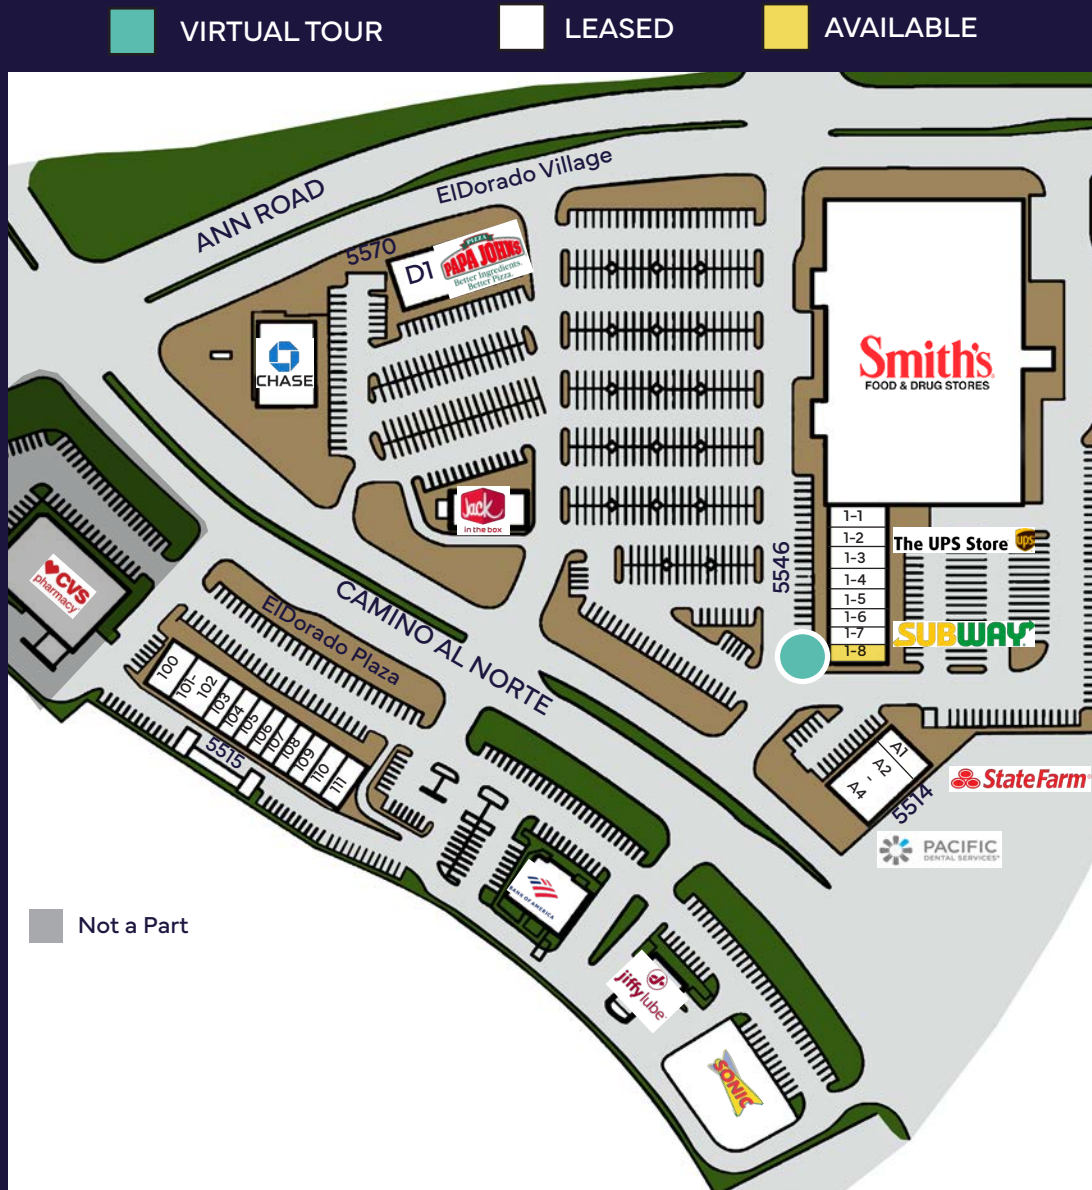 VIRTUAL TOUR
LEASED
AVAILABLE
ANN ROAD
ElDorado Village
5570
D1
PIZZA
PAPA JOHNS
Better Ingredients.
Better Pizza.
CHASE
Smith's
FOOD & DRUG STORES
Jack
in the box
1-1
1-2
1-3
1-4
1-5
1-6
1-7
1-8
5546
The UPS Store
ups
SUBWAY
CVS
pharmacy
CAMINO AL NORTE
ElDorado Plaza
100
101-
102
103
104
105
106
107
108
109
110
111
5515
A1
A2
-
A4
5514
StateFarm
PACIFIC
DENTAL SERVICES
BANK OF AMERICA
Not a Part
jiffy lube
SONIC